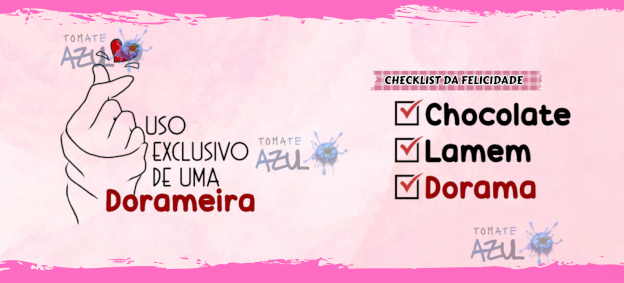 TOMATE
AZUL
USO
EXCLUSIVO
DE UMA
Dorameira
TOMATE
AZUL
CHECKLIST DA FELICIDADE
Chocolate
Lamem
Dorama
TOMATE
AZUL